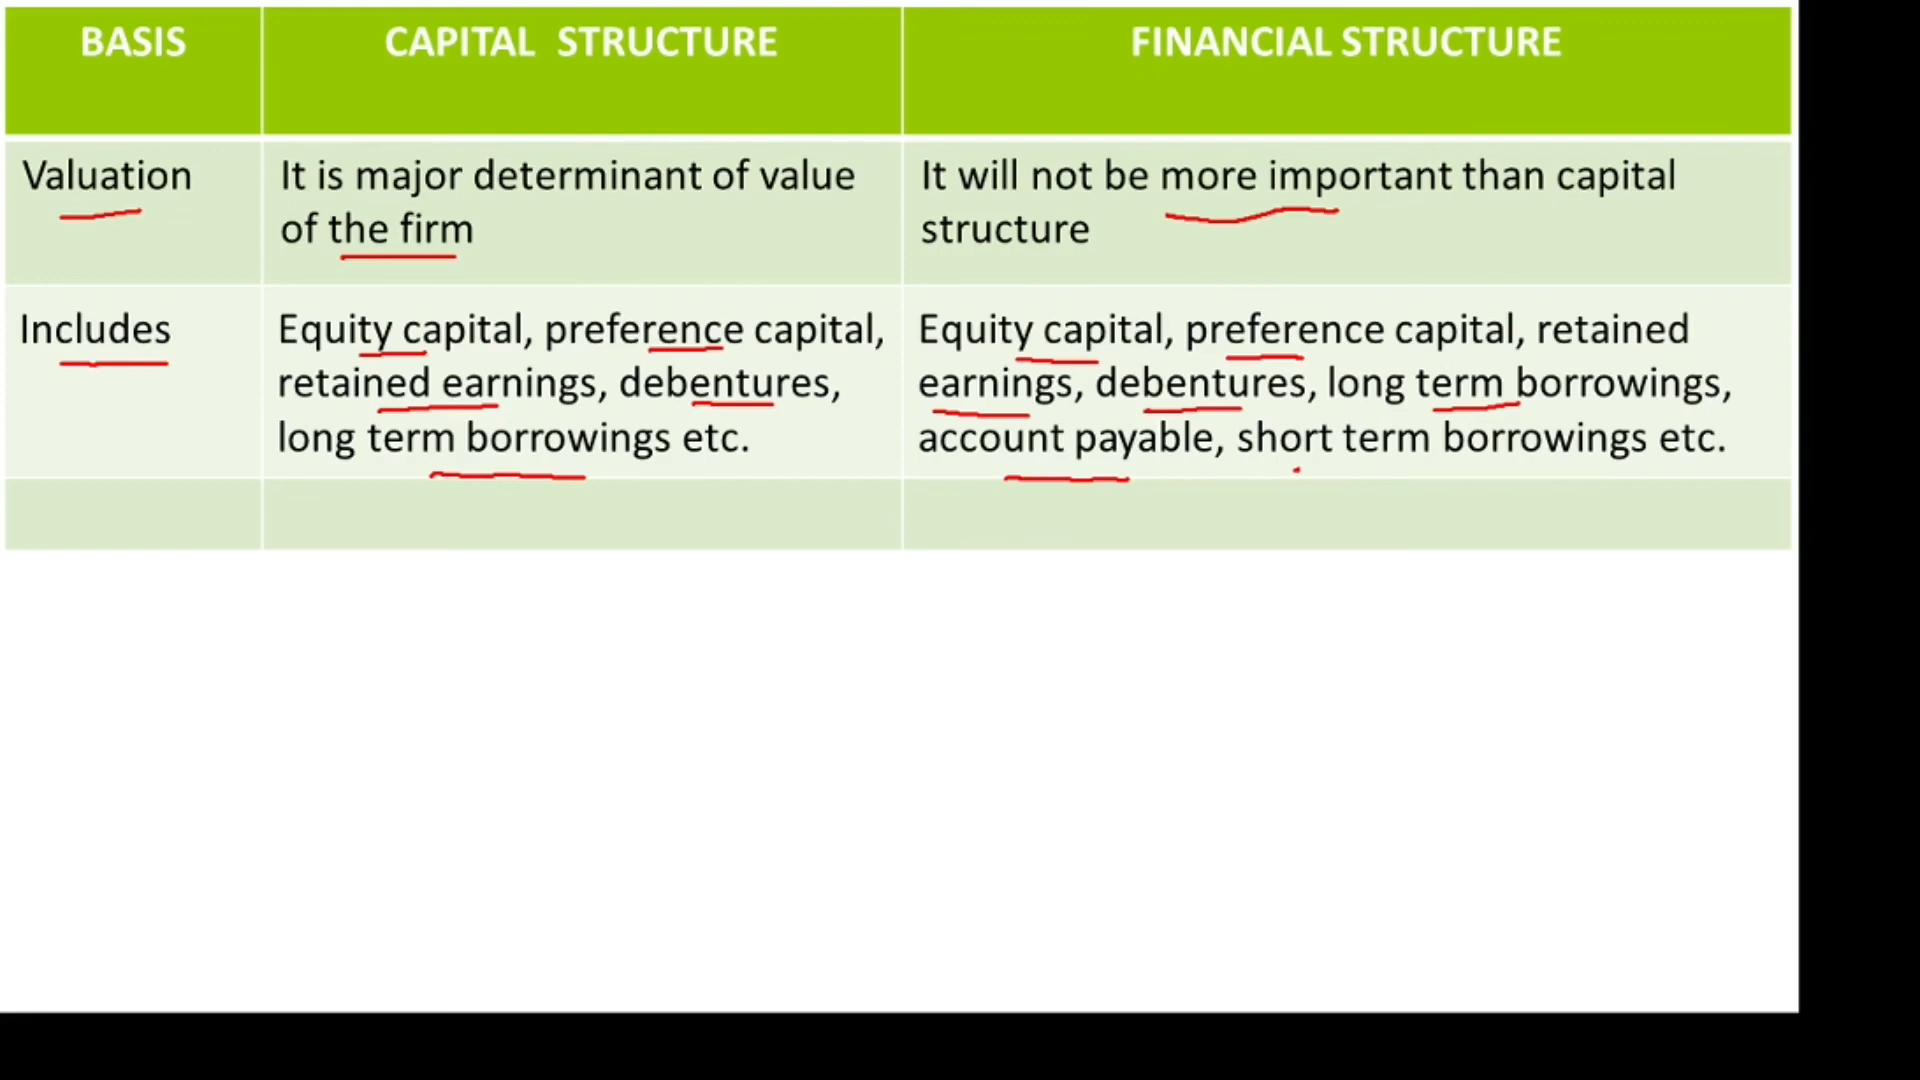 BASIS
CAPITAL STRUCTURE
FINANCIAL STRUCTURE
Valuation
It is major determinant of value
of the firm
It will not be more important than capital
structure
Includes
Equity capital, preference capital,
retained earnings, debentures,
long term borrowings etc.
Equity capital, preference capital, retained
earnings, debentures, long term borrowings,
account payable, short term borrowings etc.